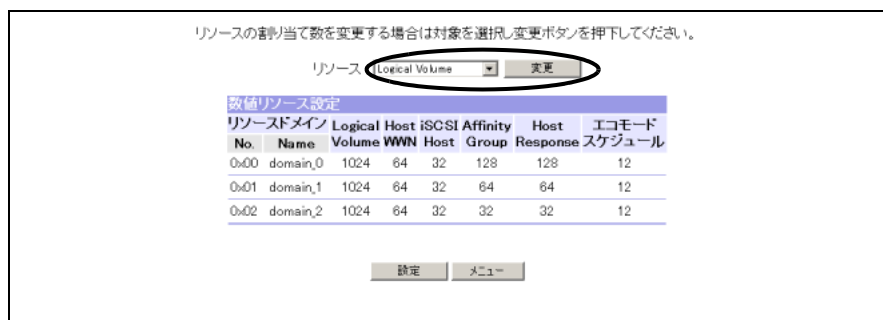 リソースの割り当て数を変更する場合は対象を選択し変更ボタンを押下してください。
リソース Logical Volume 変更
数値リソース設定
リソースドメイン Logical Host iSCSI Affinity Host エコモード
No. Name Volume WWN Host Group Response スケジュール
0x00 domain_0 1024 64 32 128 128 12
0x01 domain_1 1024 64 32 64 64 12
0x02 domain_2 1024 64 32 32 32 12
設定 メニュー